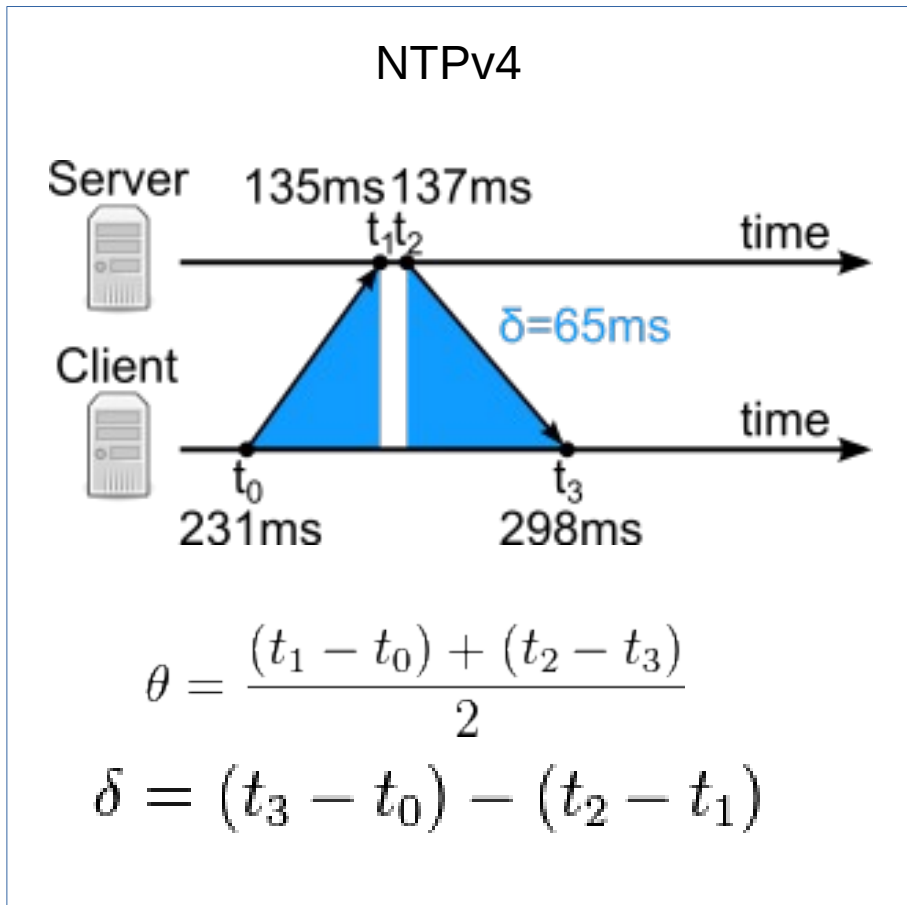 NTPv4
Server
135ms 137ms
t₁ t₂
time
δ=65ms
Client
time
t₀
t₃
231ms
298ms
θ = ((t₁ − t₀) + (t₂ − t₃)) / 2
δ = (t₃ − t₀) − (t₂ − t₁)